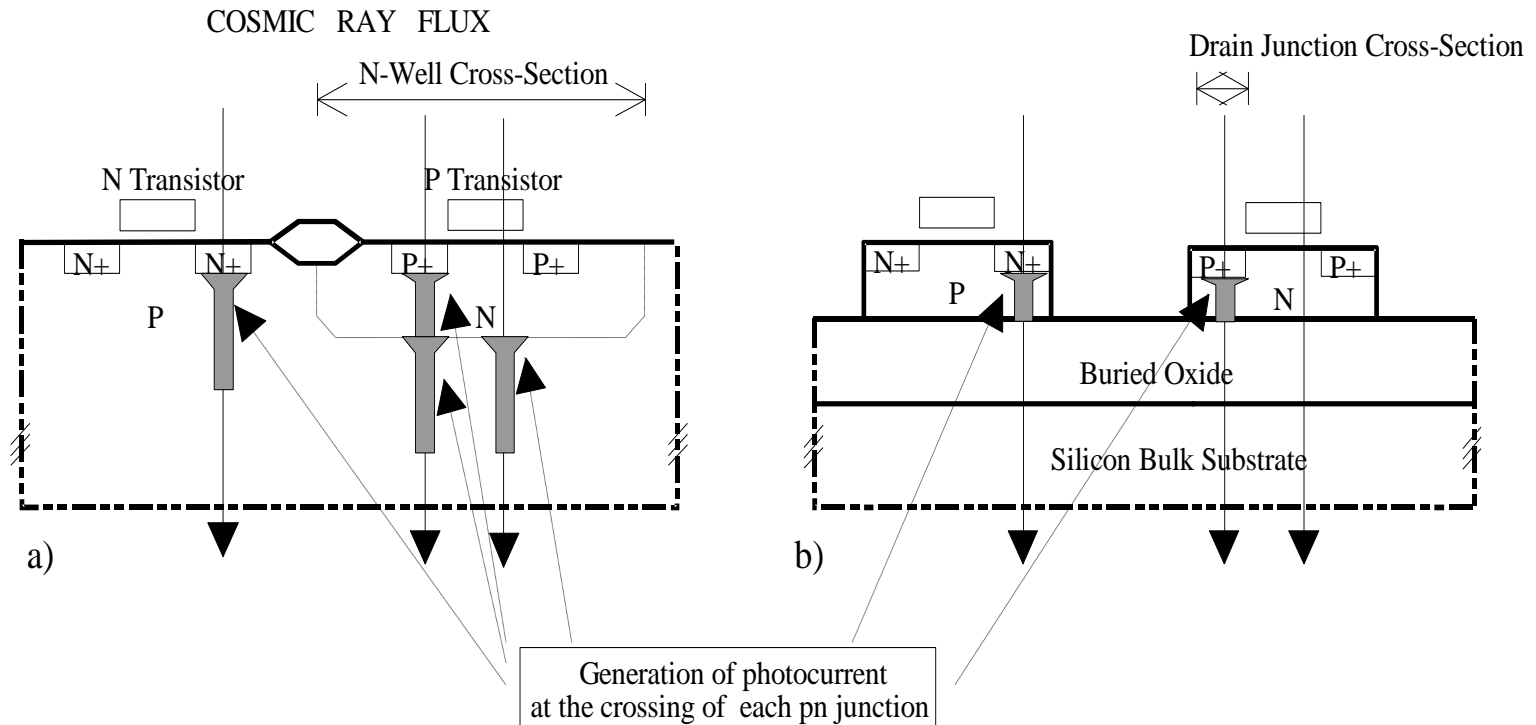 COSMIC RAY FLUX
N-Well Cross-Section
Drain Junction Cross-Section
N Transistor
P Transistor
N+
N+
P+
P+
P
N
N+
N+
P+
P+
P
N
Buried Oxide
Silicon Bulk Substrate
a)
b)
Generation of photocurrent
at the crossing of each pn junction